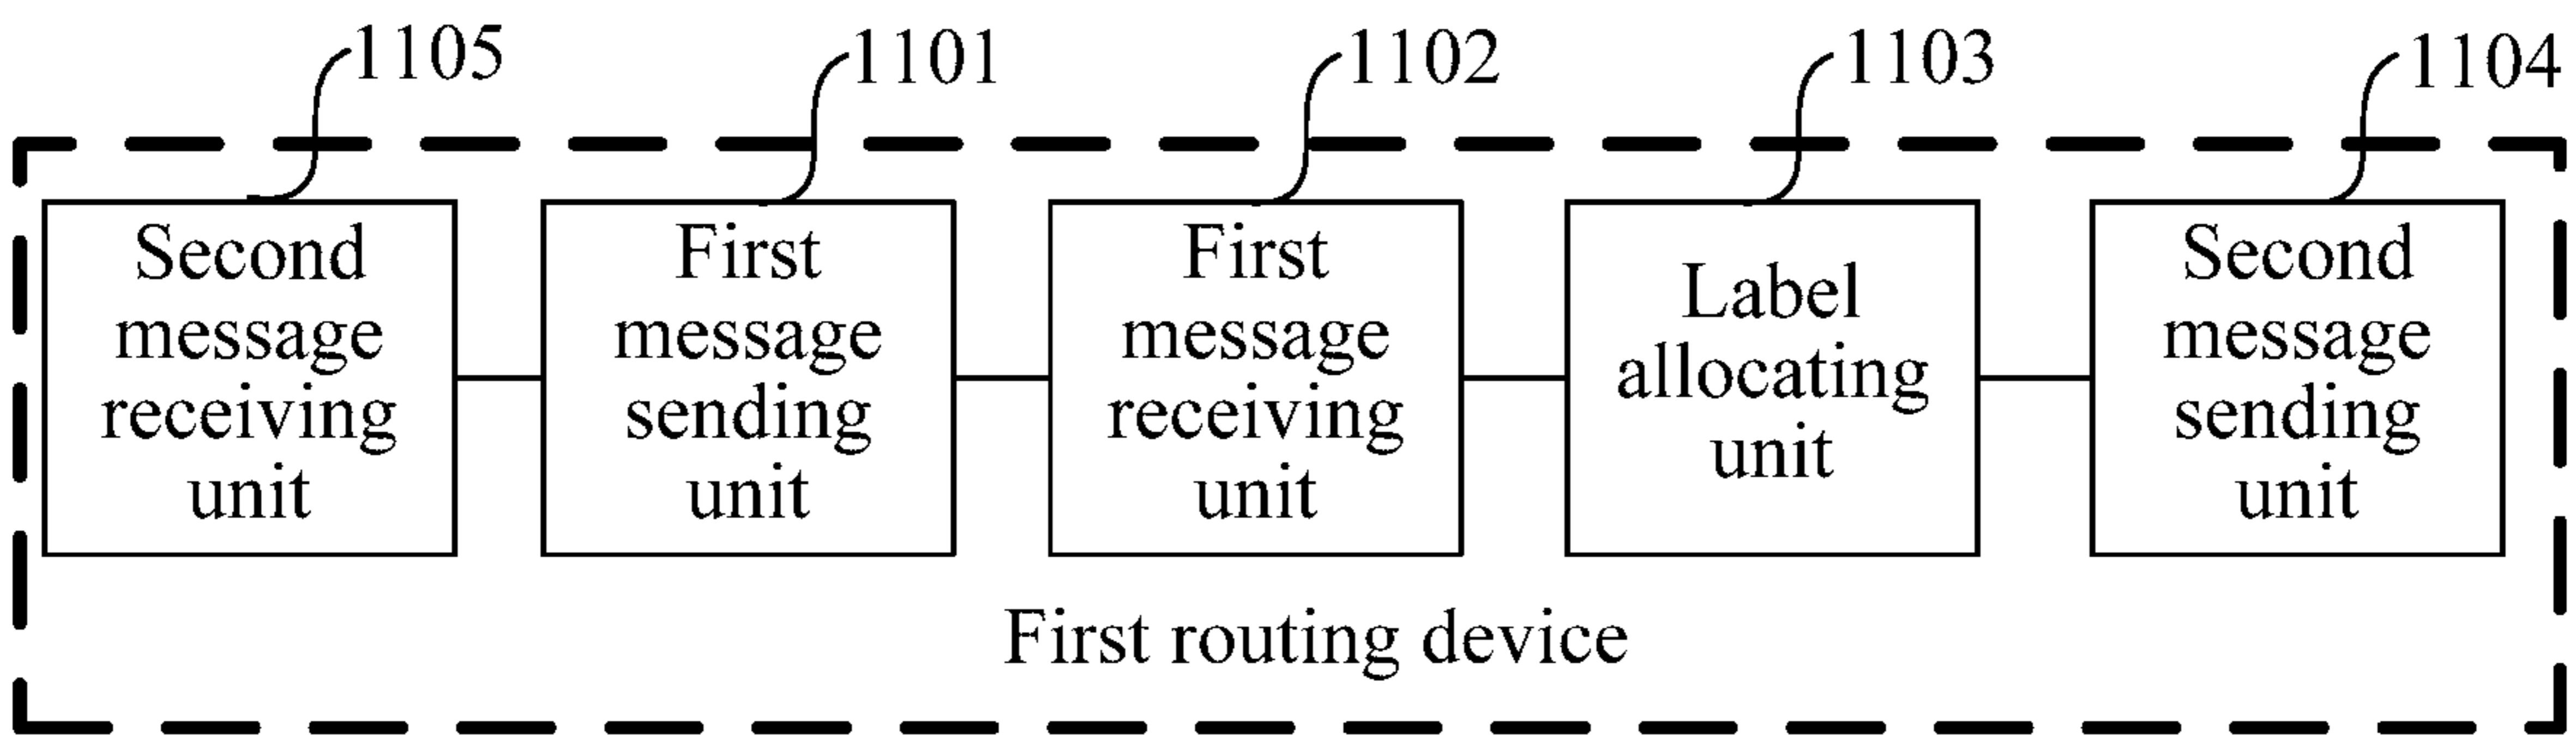 1105
1101
1102
1103
1104
Second
message
receiving
unit
First
message
sending
unit
First
message
receiving
unit
Label
allocating
unit
Second
message
sending
unit
First routing device